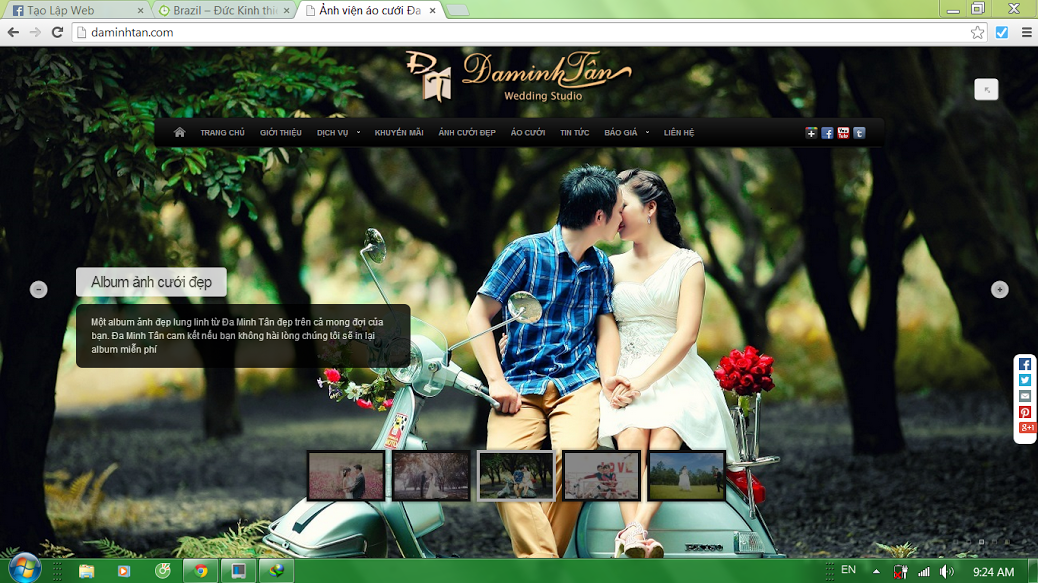 Tạo Lập Web
Brazil – Đức Kinh thi
Ảnh viện áo cưới Đa
daminhtan.com
ĐT
DaminhTân
Wedding Studio
TRANG CHỦ GIỚI THIỆU DỊCH VỤ KHUYẾN MÃI ẢNH CƯỚI ĐẸP ÁO CƯỚI TIN TỨC BÁO GIÁ LIÊN HỆ
Album ảnh cưới đẹp
Một album ảnh đẹp lung linh từ Đa Minh Tân đẹp trên cả mong đợi của
bạn. Đa Minh Tân cam kết nếu bạn không hài lòng chúng tôi sẽ in lại
album miễn phí
EN
9:24 AM